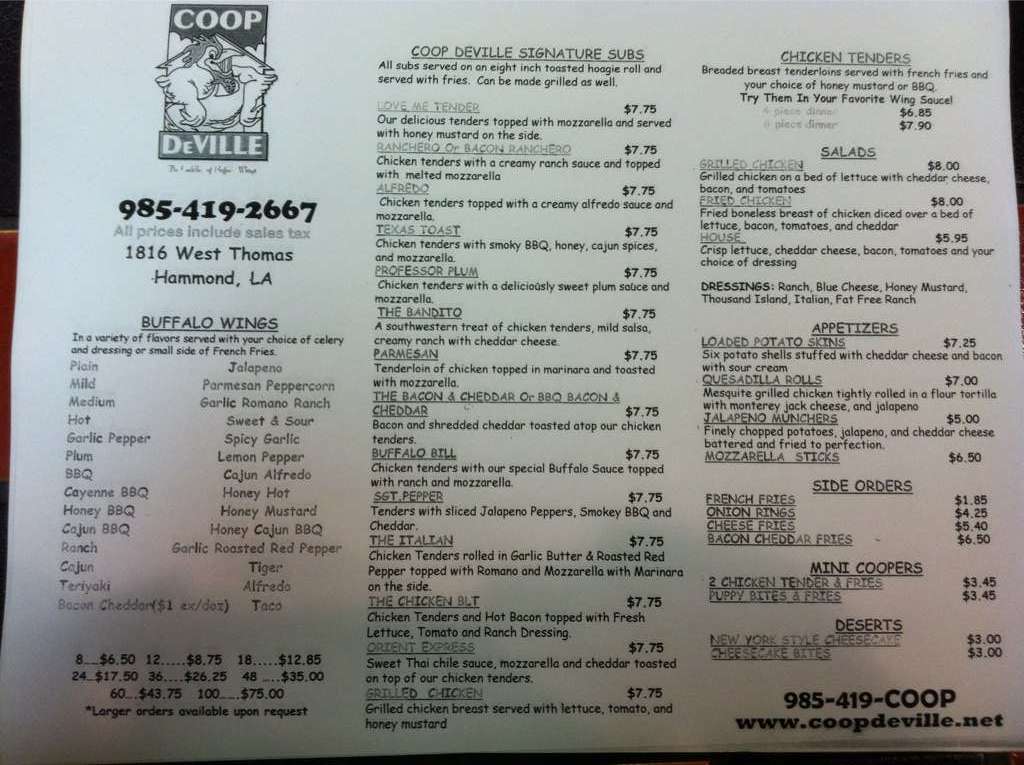 COOP
DEVILLE
985-419-2667
All prices include sales tax
1816 West Thomas
Hammond, LA
BUFFALO WINGS
In a variety of flavors served with your choice of celery
and dressing or small side of French Fries.
Plain Jalapeno
Mild Parmesan Peppercorn
Medium Garlic Romano Ranch
Hot Sweet & Sour
Garlic Pepper Spicy Garlic
Plum Lemon Pepper
BBQ Cajun Alfredo
Cayenne BBQ Honey Hot
Honey BBQ Honey Mustard
Cajun BBQ Honey Cajun BBQ
Ranch Garlic Roasted Red Pepper
Cajun Tiger
Teriyaki Alfredo
Bacon Cheddar($1 ex/doz) Taco
8...$6.50 12.....$8.75 18.....$12.85
24...$17.50 36....$26.25 48 .....$35.00
60...$43.75 100.....$75.00
*Larger orders available upon request
COOP DEVILLE SIGNATURE SUBS
All subs served on an eight inch toasted hoagie roll and
served with fries. Can be made grilled as well.
LOVE ME TENDER $7.75
Our delicious tenders topped with mozzarella and served
with honey mustard on the side.
RANCHERO Or BACON RANCHERO $7.75
Chicken tenders with a creamy ranch sauce and topped
with melted mozzarella
ALFREDO $7.75
Chicken tenders topped with a creamy alfredo sauce and
mozzarella.
TEXAS TOAST $7.75
Chicken tenders with smoky BBQ, honey, cajun spices,
and mozzarella.
PROFESSOR PLUM $7.75
Chicken tenders with a deliciously sweet plum sauce and
mozzarella.
THE BANDITO $7.75
A southwestern treat of chicken tenders, mild salsa,
creamy ranch with cheddar cheese.
PARMESAN $7.75
Tenderloin of chicken topped in marinara and toasted
with mozzarella.
THE BACON & CHEDDAR Or BBQ BACON &
CHEDDAR $7.75
Bacon and shredded cheddar toasted atop our chicken
tenders.
BUFFALO BILL $7.75
Chicken tenders with our special Buffalo Sauce topped
with ranch and mozzarella.
SGT.PEPPER $7.75
Tenders with sliced Jalapeno Peppers, Smokey BBQ and
Cheddar.
THE ITALIAN $7.75
Chicken Tenders rolled in Garlic Butter & Roasted Red
Pepper topped with Romano and Mozzarella with Marinara
on the side.
THE CHICKEN BLT $7.75
Chicken Tenders and Hot Bacon topped with Fresh
Lettuce, Tomato and Ranch Dressing.
ORIENT EXPRESS $7.75
Sweet Thai chile sauce, mozzarella and cheddar toasted
on top of our chicken tenders.
GRILLED CHICKEN $7.75
Grilled chicken breast served with lettuce, tomato, and
honey mustard
CHICKEN TENDERS
Breaded breast tenderloins served with french fries and
your choice of honey mustard or BBQ.
Try Them In Your Favorite Wing Sauce!
4 piece dinner $6.85
6 piece dinner $7.90
SALADS
GRILLED CHICKEN $8.00
Grilled chicken on a bed of lettuce with cheddar cheese,
bacon, and tomatoes
FRIED CHICKEN $8.00
Fried boneless breast of chicken diced over a bed of
lettuce, bacon, tomatoes, and cheddar
HOUSE $5.95
Crisp lettuce, cheddar cheese, bacon, tomatoes and your
choice of dressing
DRESSINGS: Ranch, Blue Cheese, Honey Mustard,
Thousand Island, Italian, Fat Free Ranch
APPETIZERS
LOADED POTATO SKINS $7.25
Six potato shells stuffed with cheddar cheese and bacon
with sour cream
QUESADILLA ROLLS $7.00
Mesquite grilled chicken tightly rolled in a flour tortilla
with monterey jack cheese, and jalapeno
JALAPENO MUNCHERS $5.00
Finely chopped potatoes, jalapeno, and cheddar cheese
battered and fried to perfection.
MOZZARELLA STICKS $6.50
SIDE ORDERS
FRENCH FRIES $1.85
ONION RINGS $4.25
CHEESE FRIES $5.40
BACON CHEDDAR FRIES $6.50
MINI COOPERS
2 CHICKEN TENDER & FRIES $3.45
PUPPY BITES & FRIES $3.45
DESERTS
NEW YORK STYLE CHEESECAKE $3.00
CHEESECAKE BITES $3.00
985-419-COOP
www.coopdeville.net